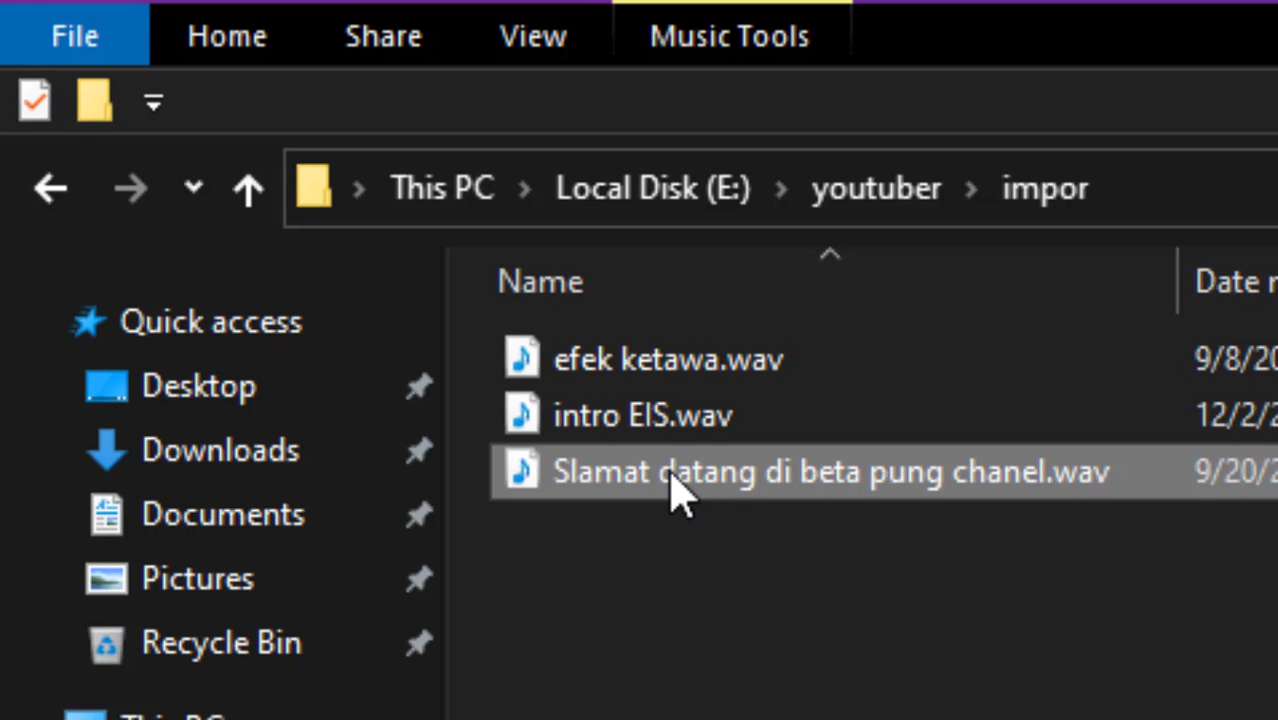 File Home Share View Music Tools
This PC Local Disk (E:) youtuber impor
Name Date
Quick access
efek ketawa.wav 9/8/20
Desktop
intro EIS.wav 12/2/2
Downloads
Slamat datang di beta pung chanel.wav 9/20/2
Documents
Pictures
Recycle Bin
This PC